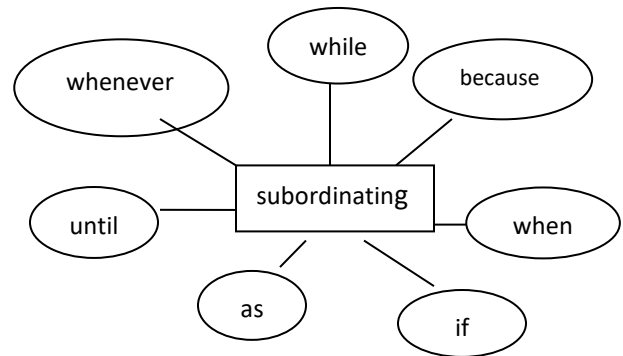 while
whenever
because
subordinating
until
when
as
if